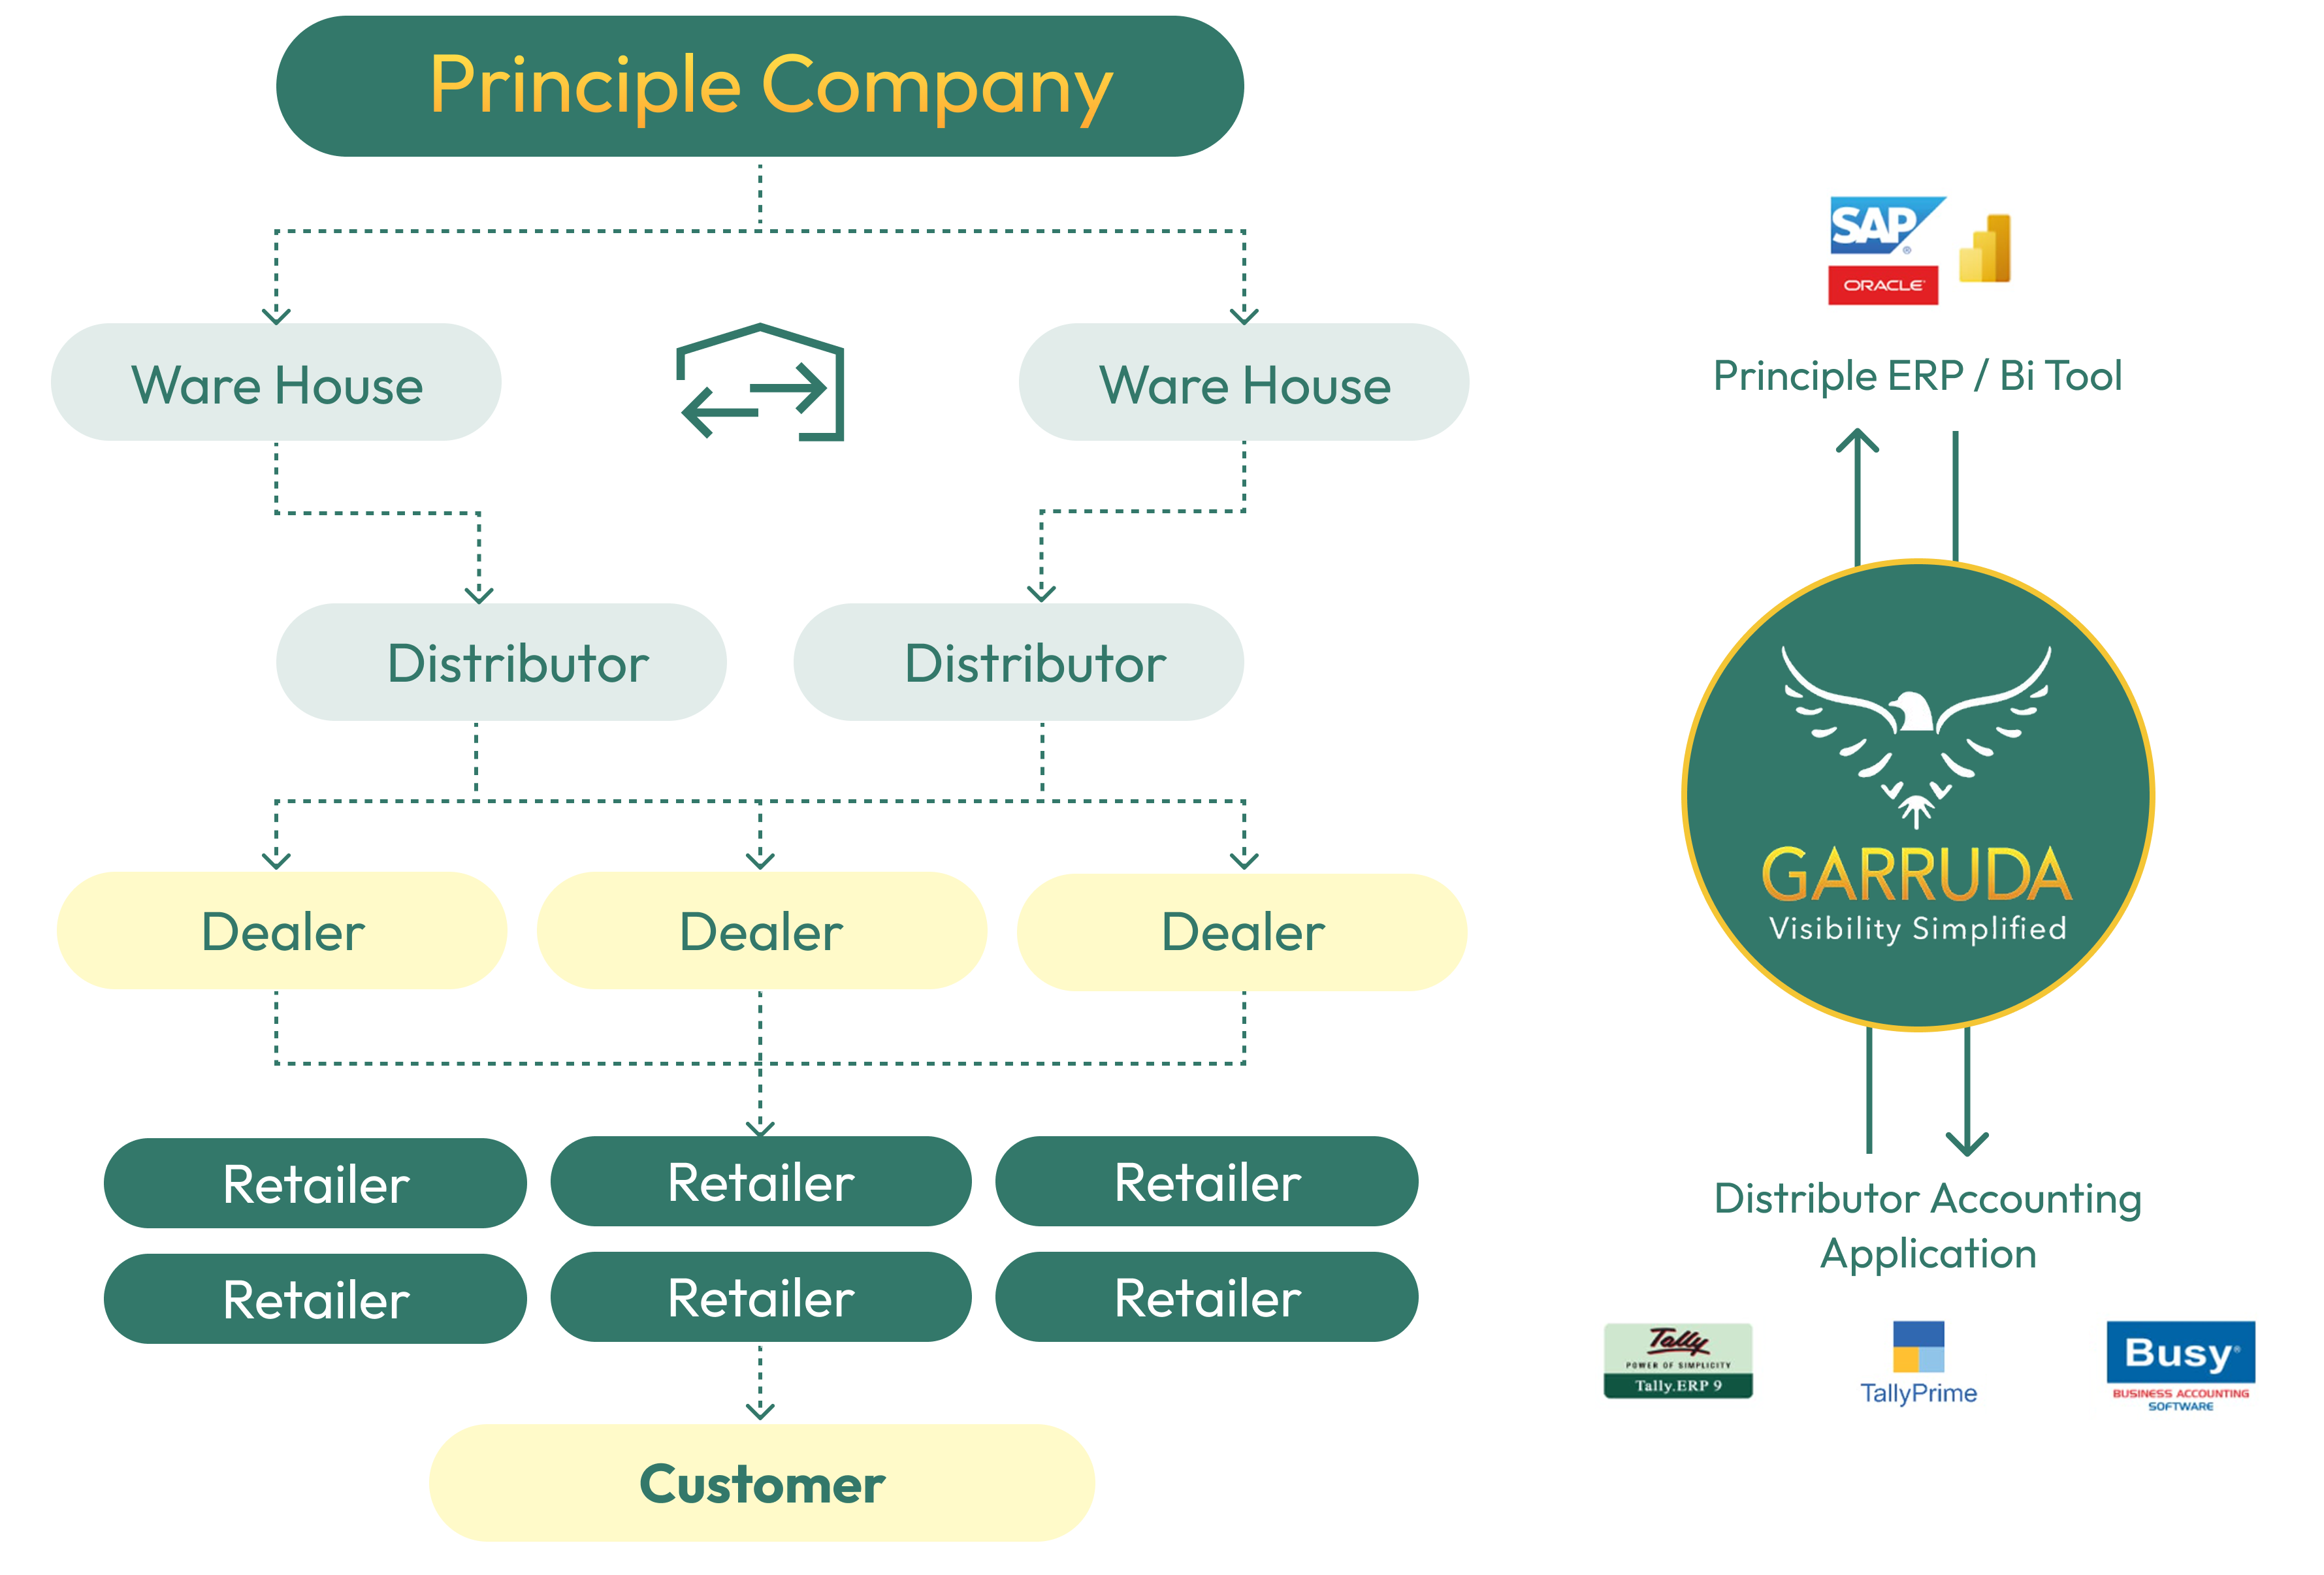 Principle Company
Ware House
Ware House
Distributor
Distributor
Dealer
Dealer
Dealer
Retailer
Retailer
Retailer
Retailer
Retailer
Retailer
Customer
SAP®
ORACLE
Principle ERP / Bi Tool
GARRUDA
Visibility Simplified
Distributor Accounting
Application
Tally
POWER OF SIMPLICITY
Tally.ERP 9
TallyPrime
Busy®
BUSINESS ACCOUNTING
SOFTWARE